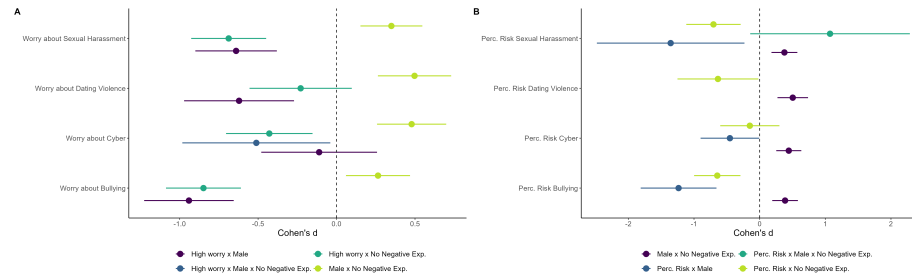 A
Worry about Sexual Harassment
Worry about Dating Violence
Worry about Cyber
Worry about Bullying
-1.0 -0.5 0.0 0.5
Cohen's d
High worry x Male High worry x No Negative Exp.
High worry x Male x No Negative Exp. Male x No Negative Exp.
B
Perc. Risk Sexual Harassment
Perc. Risk Dating Violence
Perc. Risk Cyber
Perc. Risk Bullying
-2 -1 0 1 2
Cohen's d
Male x No Negative Exp. Perc. Risk x Male x No Negative Exp.
Perc. Risk x Male Perc. Risk x No Negative Exp.